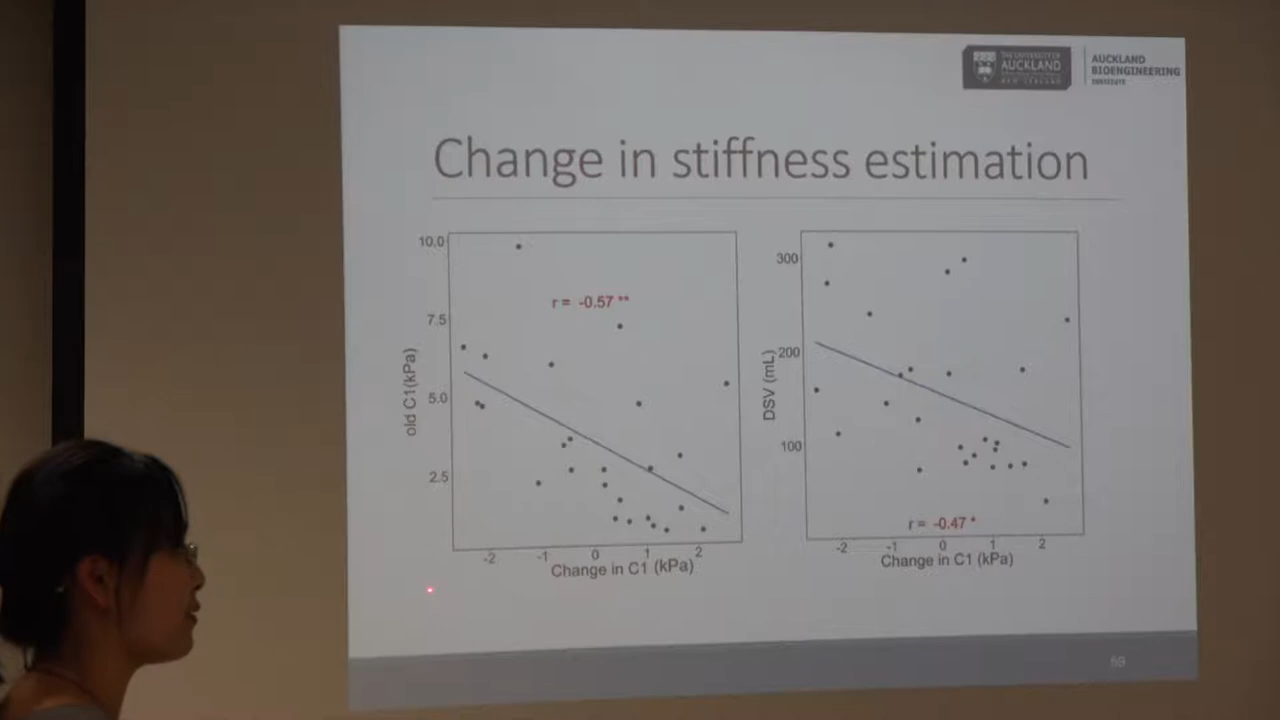 THE UNIVERSITY OF
AUCKLAND
NEW ZEALAND
AUCKLAND
BIOENGINEERING
INSTITUTE
Change in stiffness estimation
10.0
7.5
5.0
2.5
old C1(kPa)
r = -0.57 **
-2 -1 0 1 2
Change in C1 (kPa)
300
200
100
DSV (mL)
r = -0.47 *
-2 -1 0 1 2
Change in C1 (kPa)
59